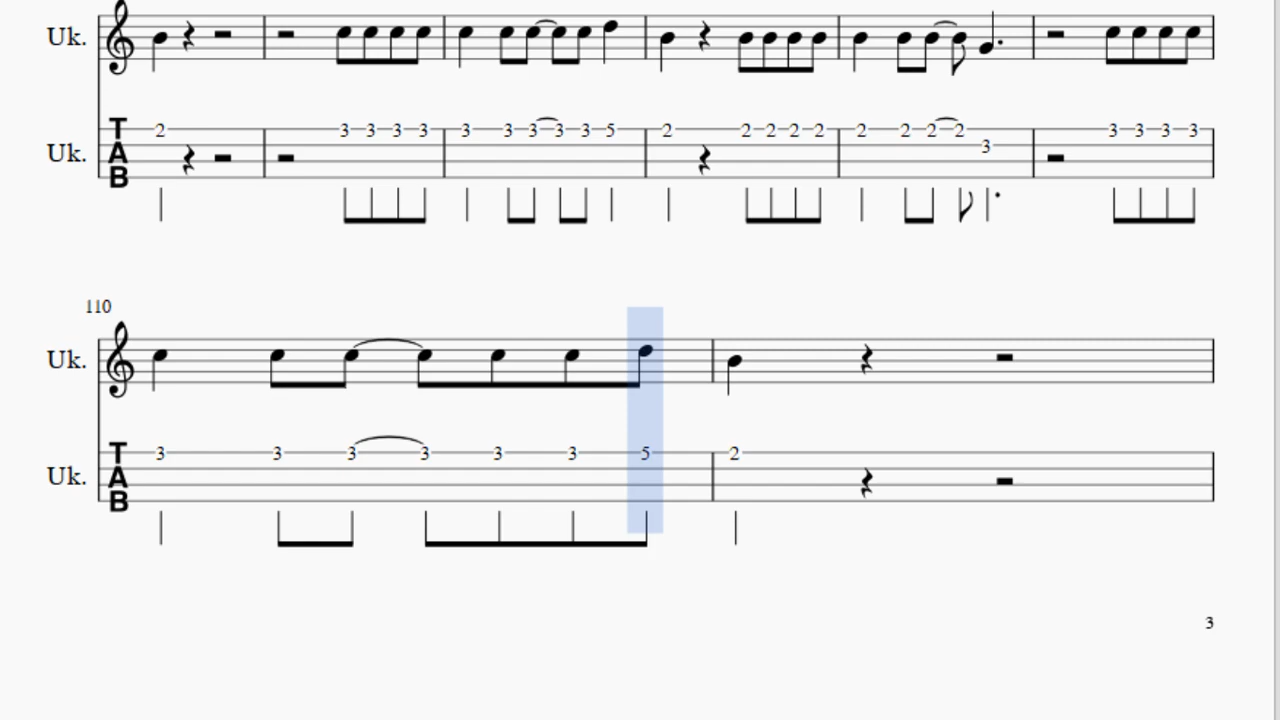 Uk.
T 2 3 3 3 3 3 3 3 3 3 5 2 2 2 2 2 2 2 2 2 3 3 3 3
Uk. A 3
B
110
Uk.
T 3 3 3 3 3 3 5 2
Uk. A
B
3